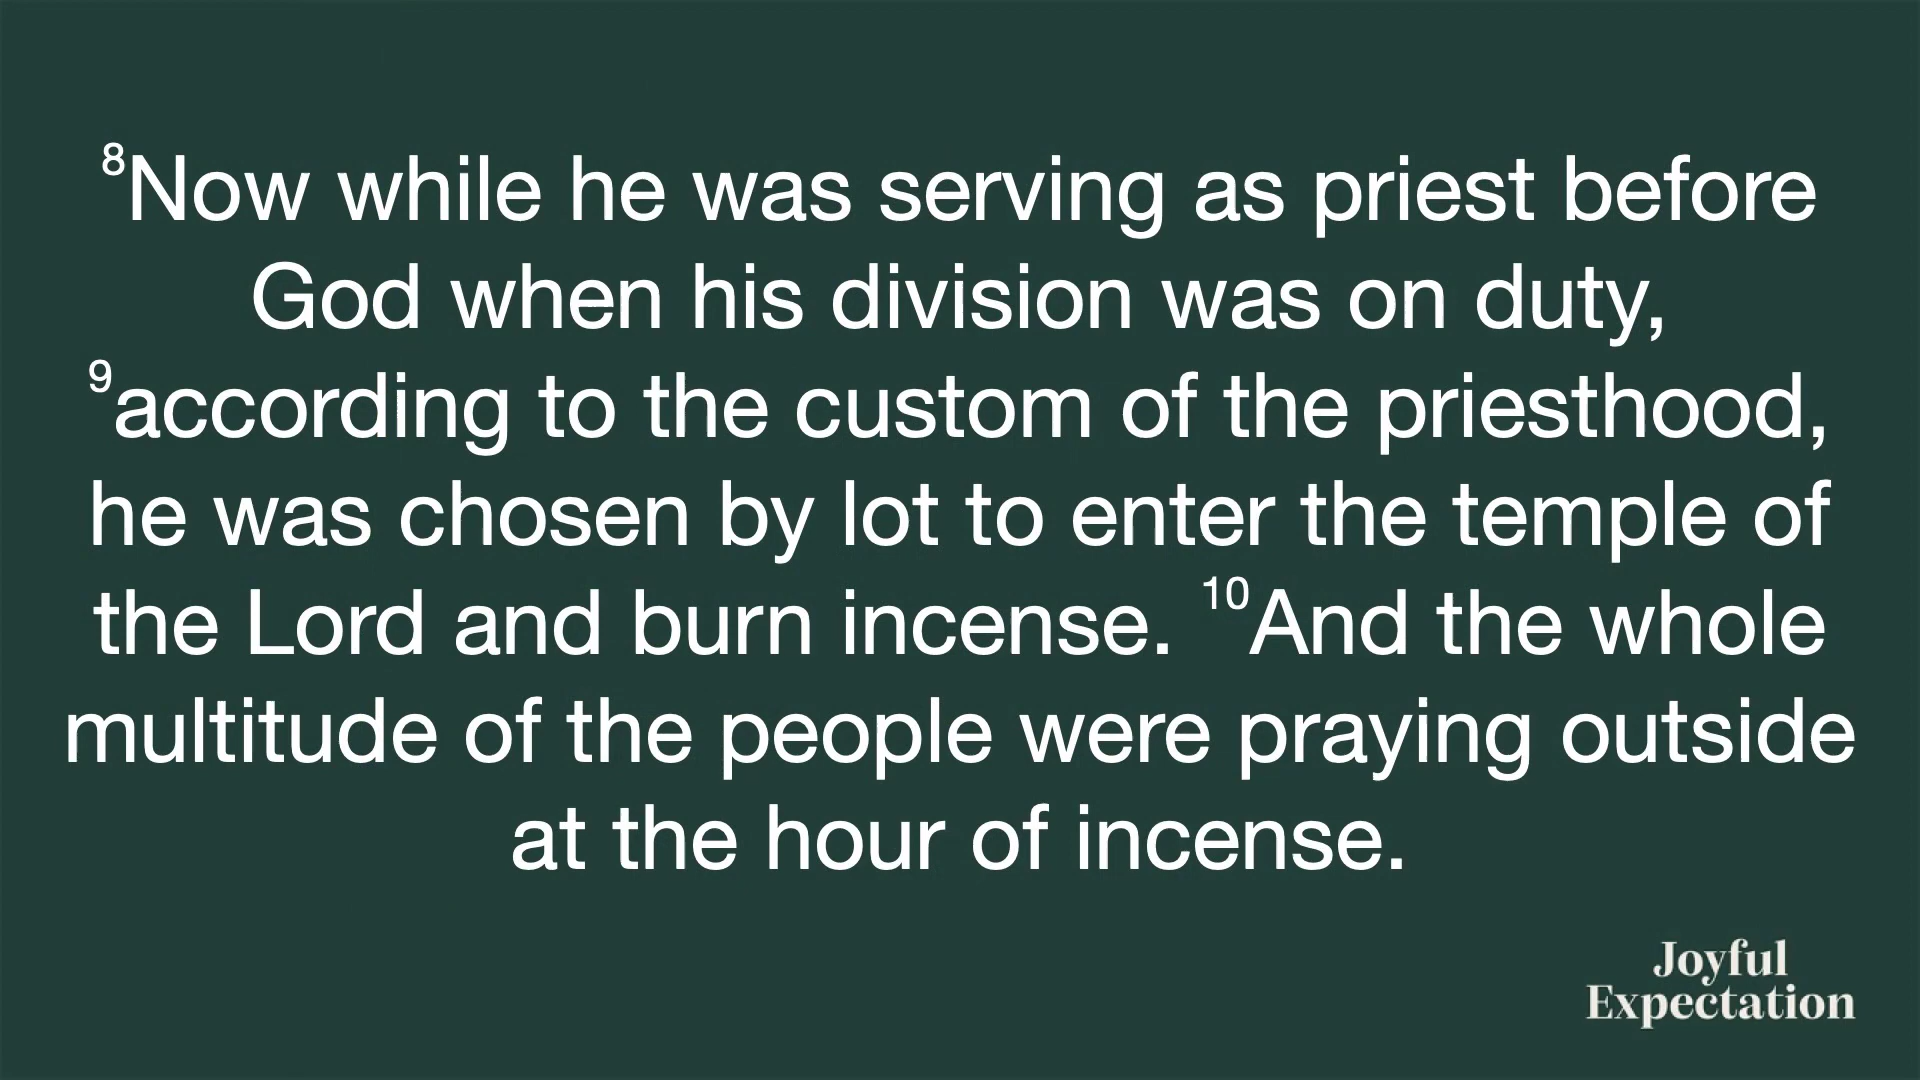 ⁸Now while he was serving as priest before
God when his division was on duty,
⁹according to the custom of the priesthood,
he was chosen by lot to enter the temple of
the Lord and burn incense. ¹⁰And the whole
multitude of the people were praying outside
at the hour of incense.
Joyful
Expectation